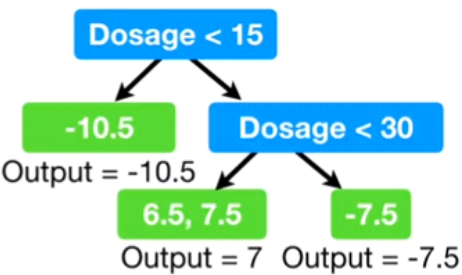 Dosage < 15
-10.5
Dosage < 30
Output = -10.5
6.5, 7.5
-7.5
Output = 7
Output = -7.5